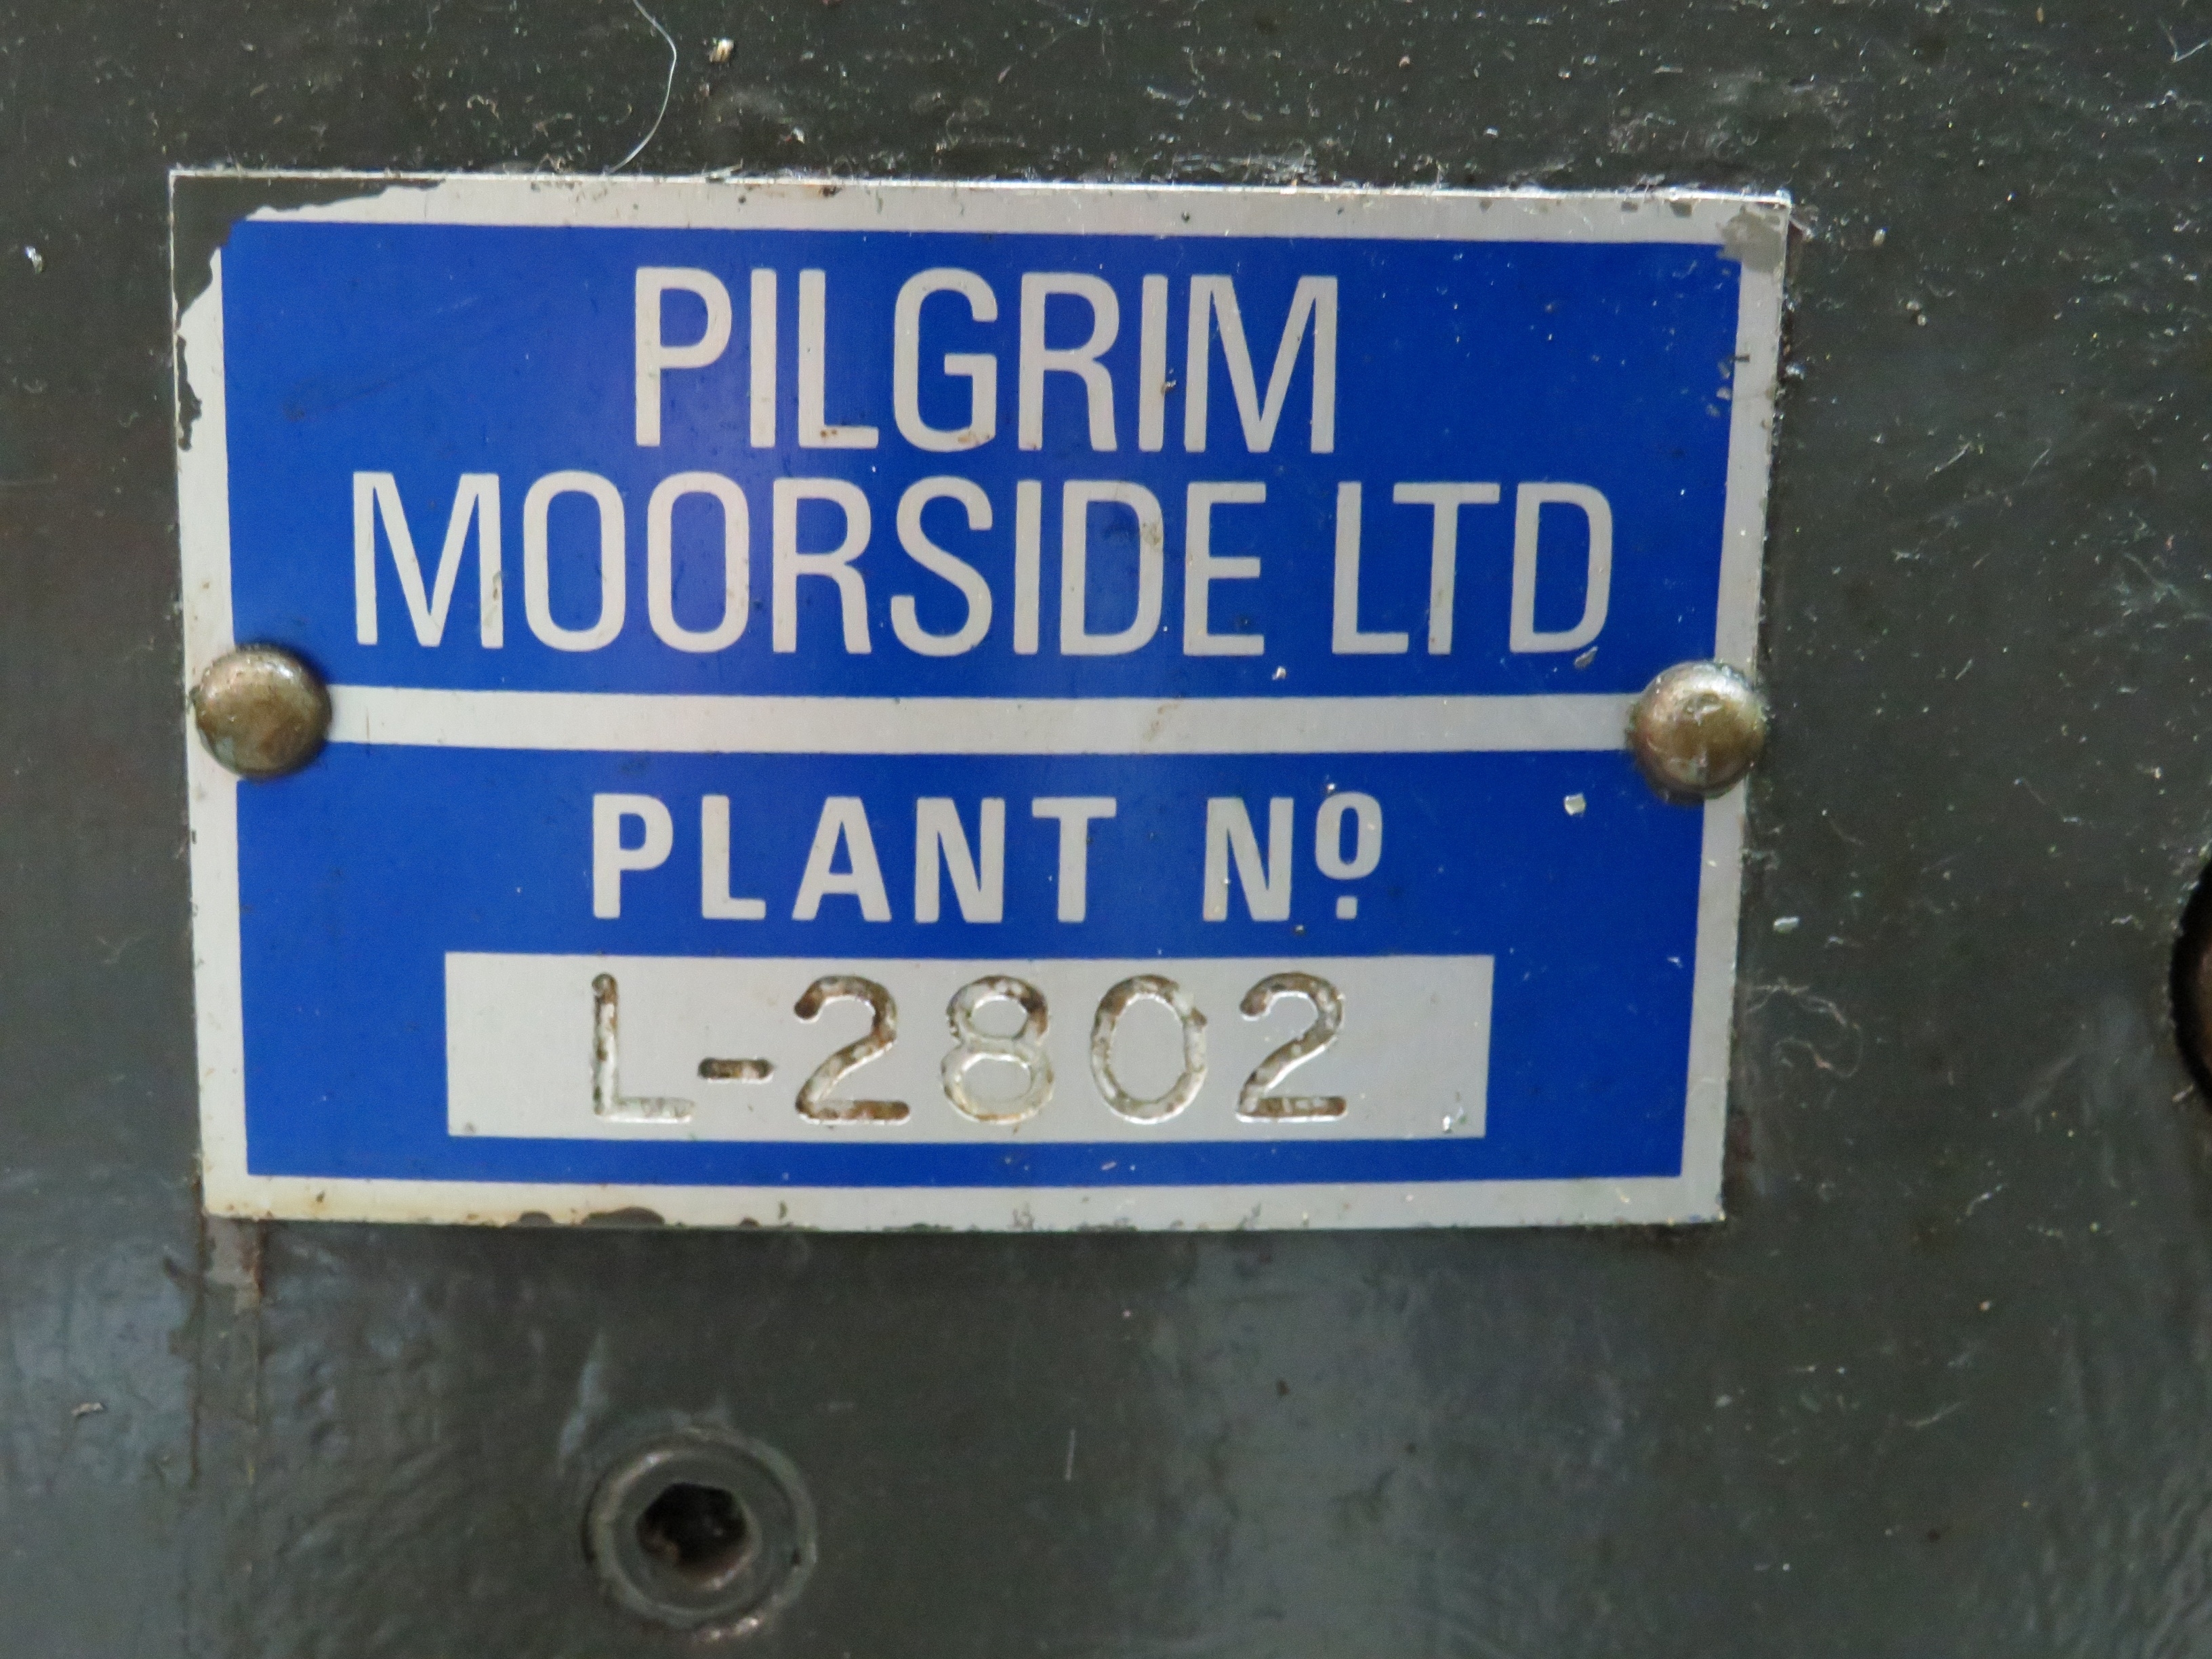 PILGRIM
MOORSIDE LTD
PLANT Nº
L-2802